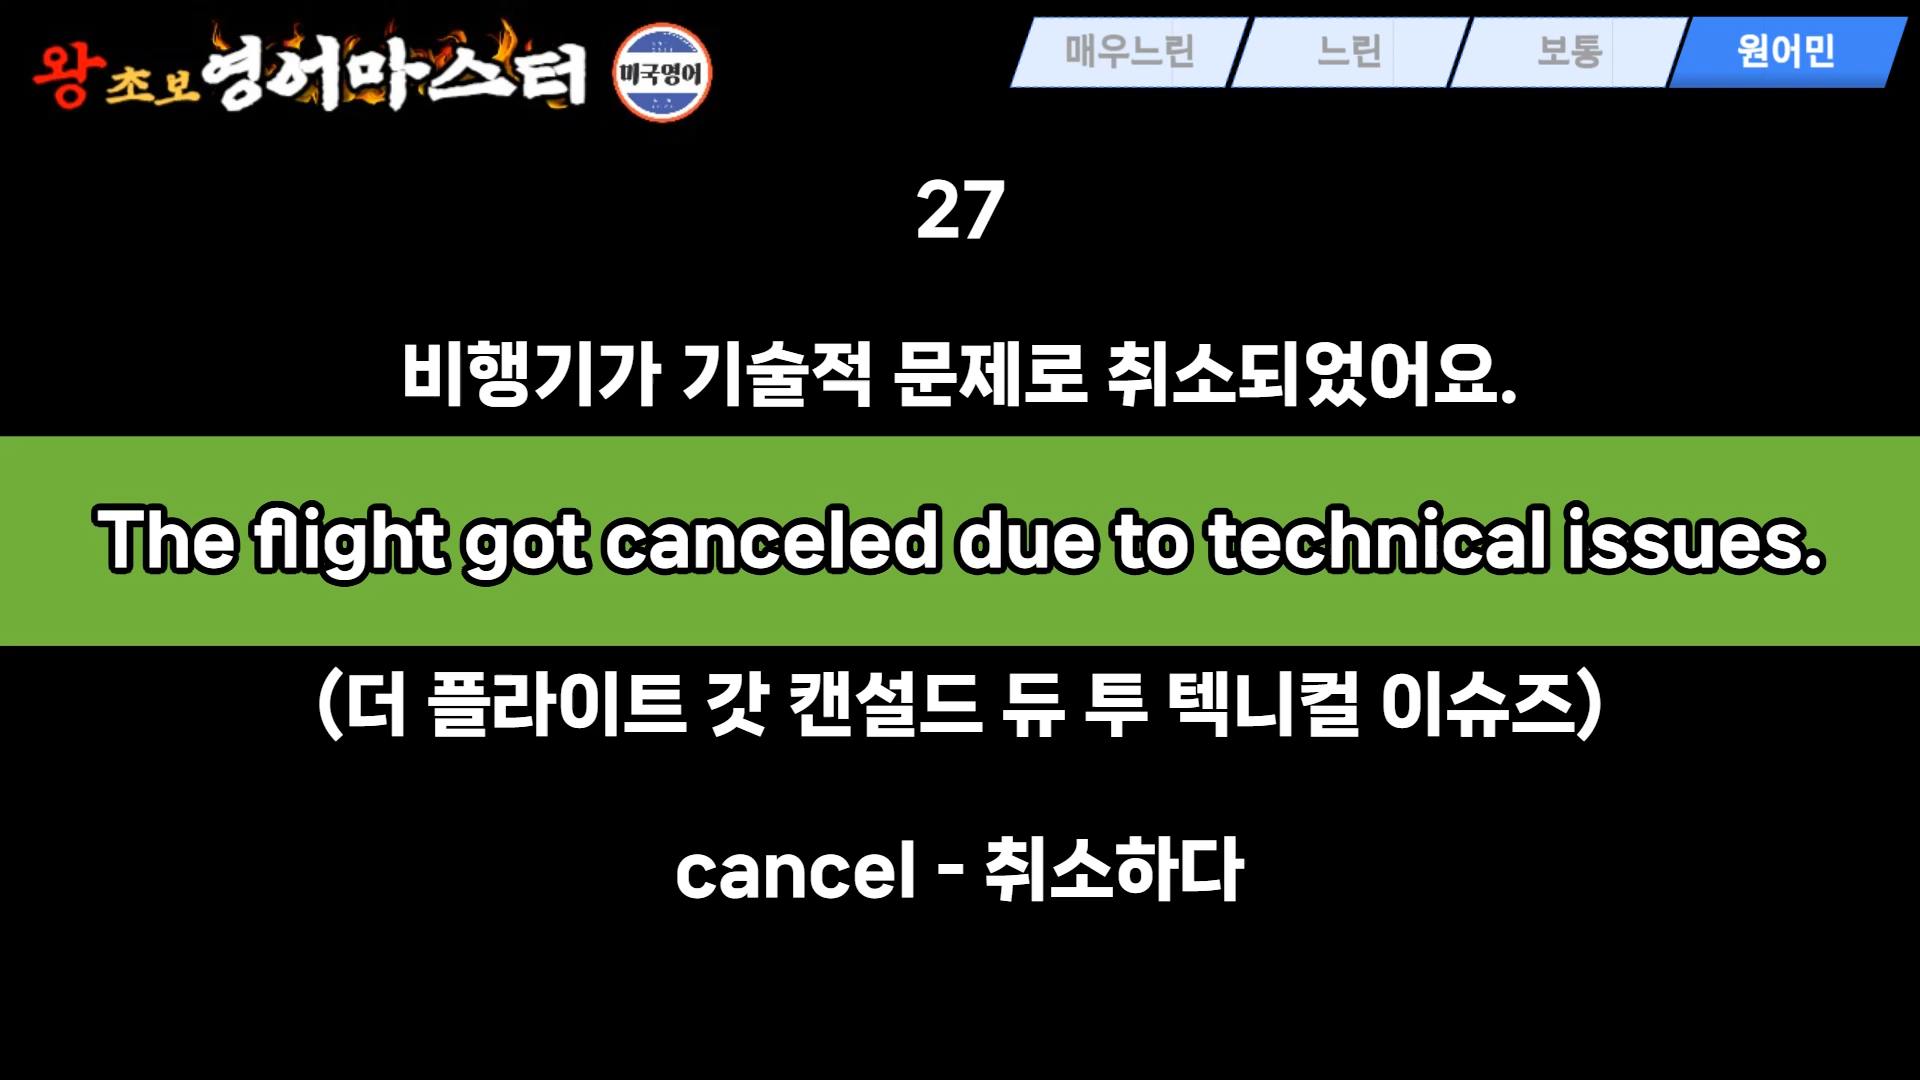 왕초보영어마스터 미국영어
매우느린 느린 보통 원어민
27
비행기가 기술적 문제로 취소되었어요.
The flight got canceled due to technical issues.
(더 플라이트 갓 캔설드 듀 투 텍니컬 이슈즈)
cancel - 취소하다